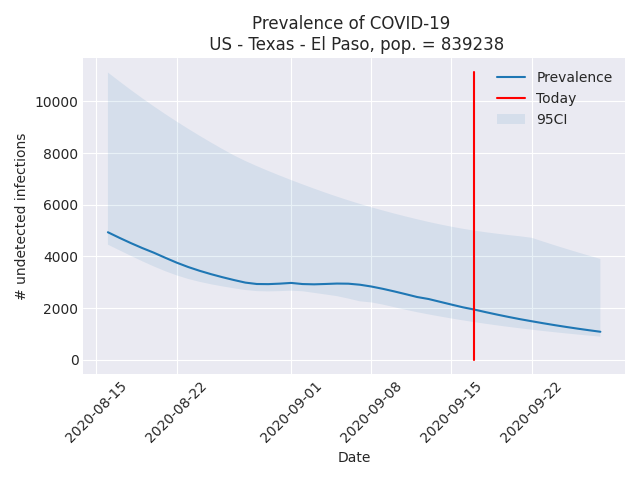 Prevalence of COVID-19
US - Texas - El Paso, pop. = 839238
Prevalence
Today
95CI
# undetected infections
10000
8000
6000
4000
2000
0
2020-08-15
2020-08-22
2020-09-01
2020-09-08
2020-09-15
2020-09-22
Date